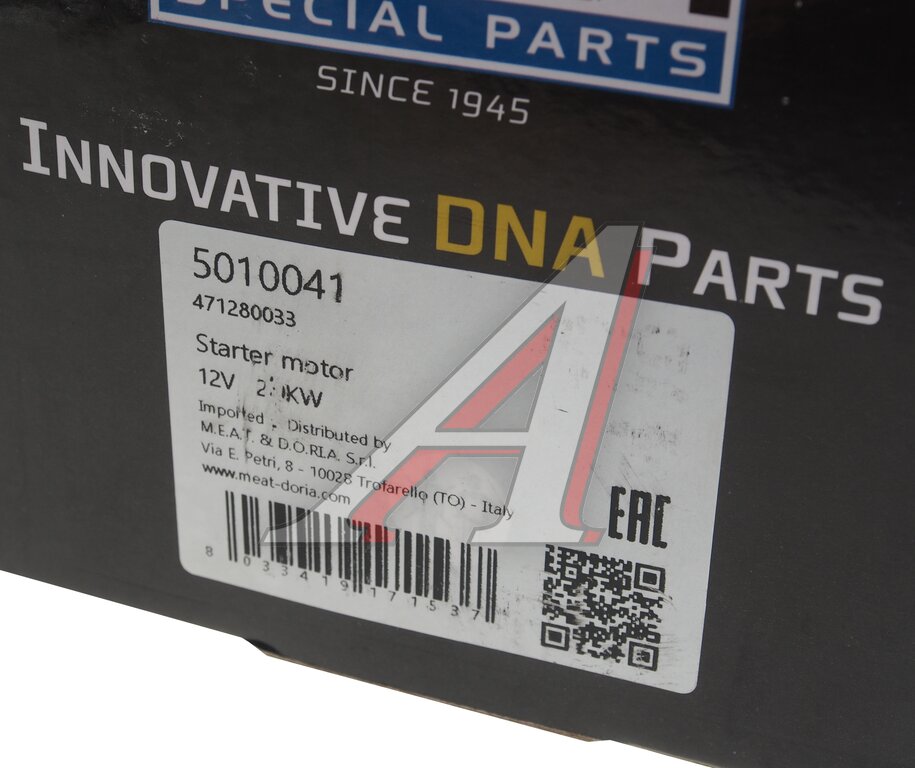 SPECIAL PARTS
SINCE 1945
INNOVATIVE DNA PARTS
5010041
471280033
Starter motor
12V
Imported - Distributed by
M.E.A.T. & D.O.R.I.A. S.r.l.
Via E. Petri, 8 - 10028 Trofarello (TO) - Italy
www.meat-doria.com
EAC
8 033419 171537